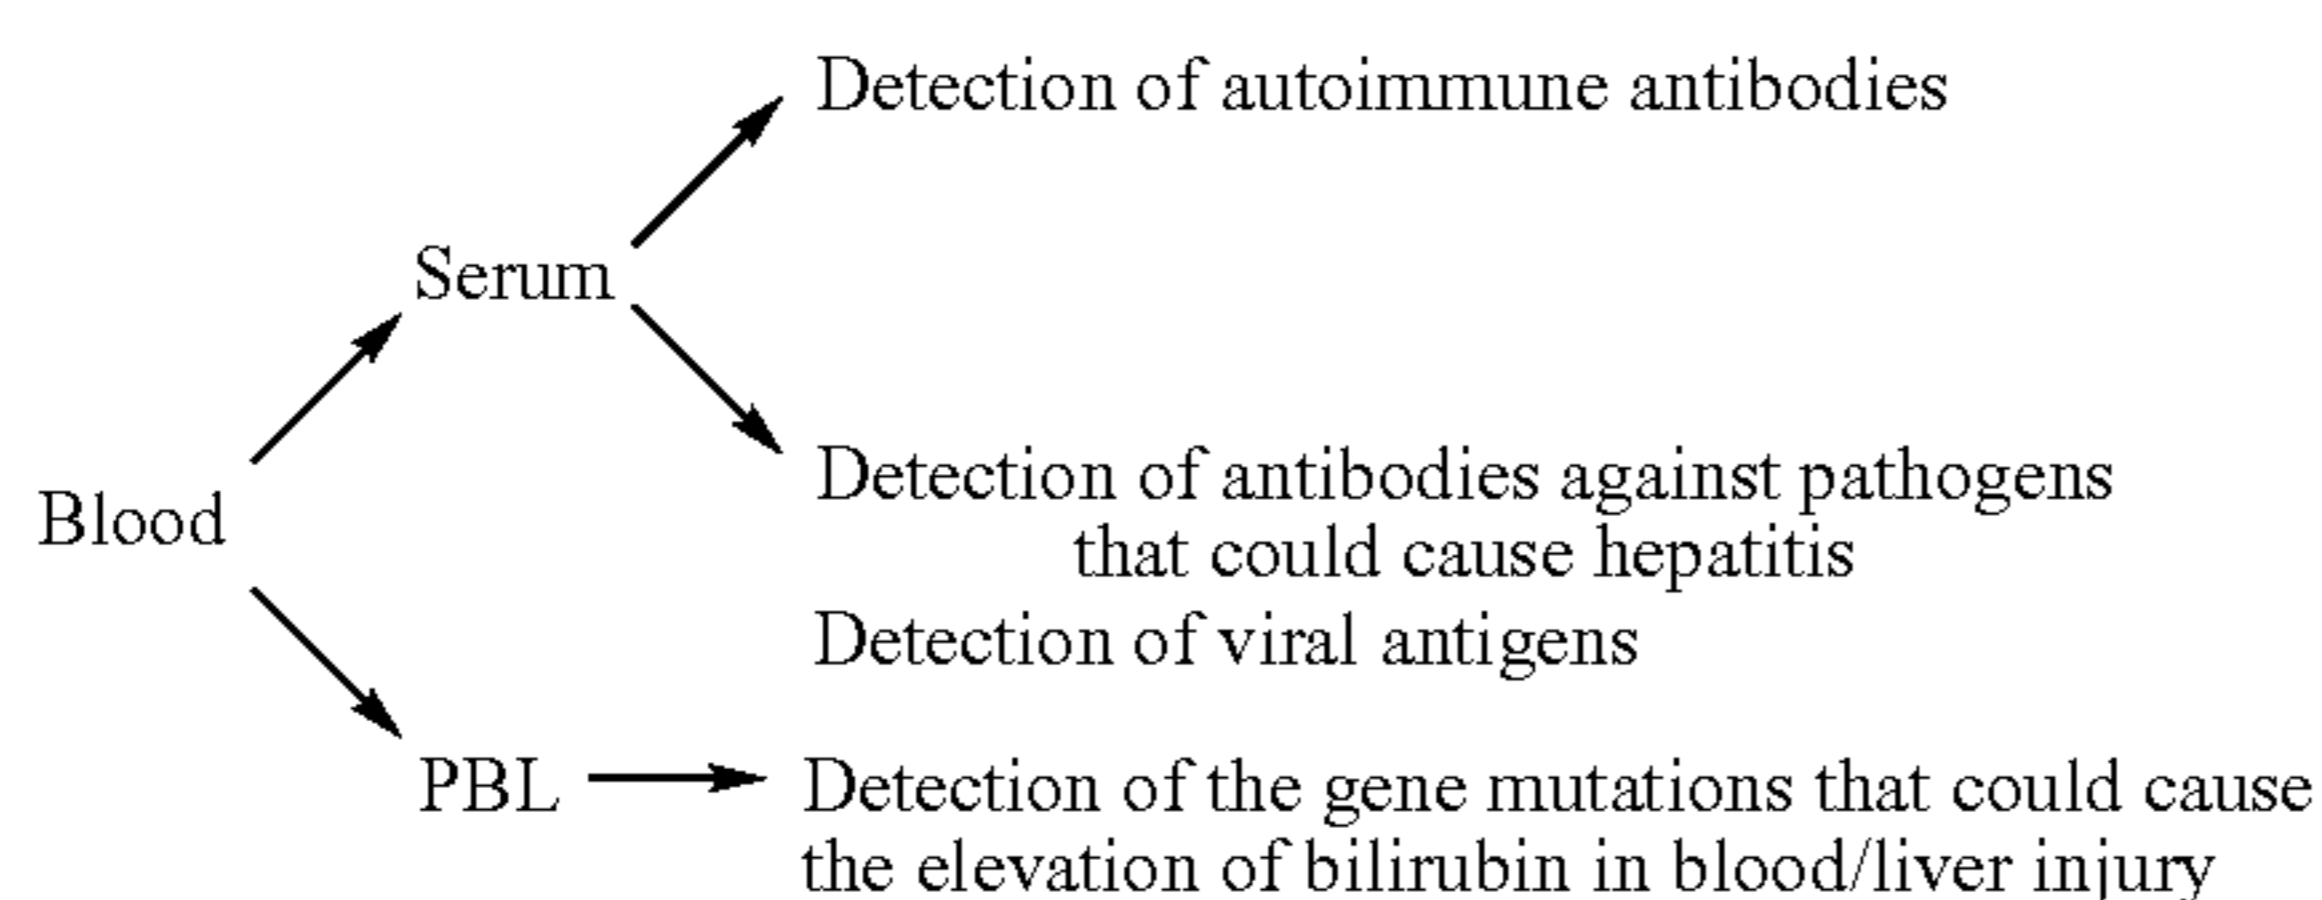 Detection of autoimmune antibodies
Serum
Detection of antibodies against pathogens
that could cause hepatitis
Blood
Detection of viral antigens
PBL
Detection of the gene mutations that could cause
the elevation of bilirubin in blood/liver injury